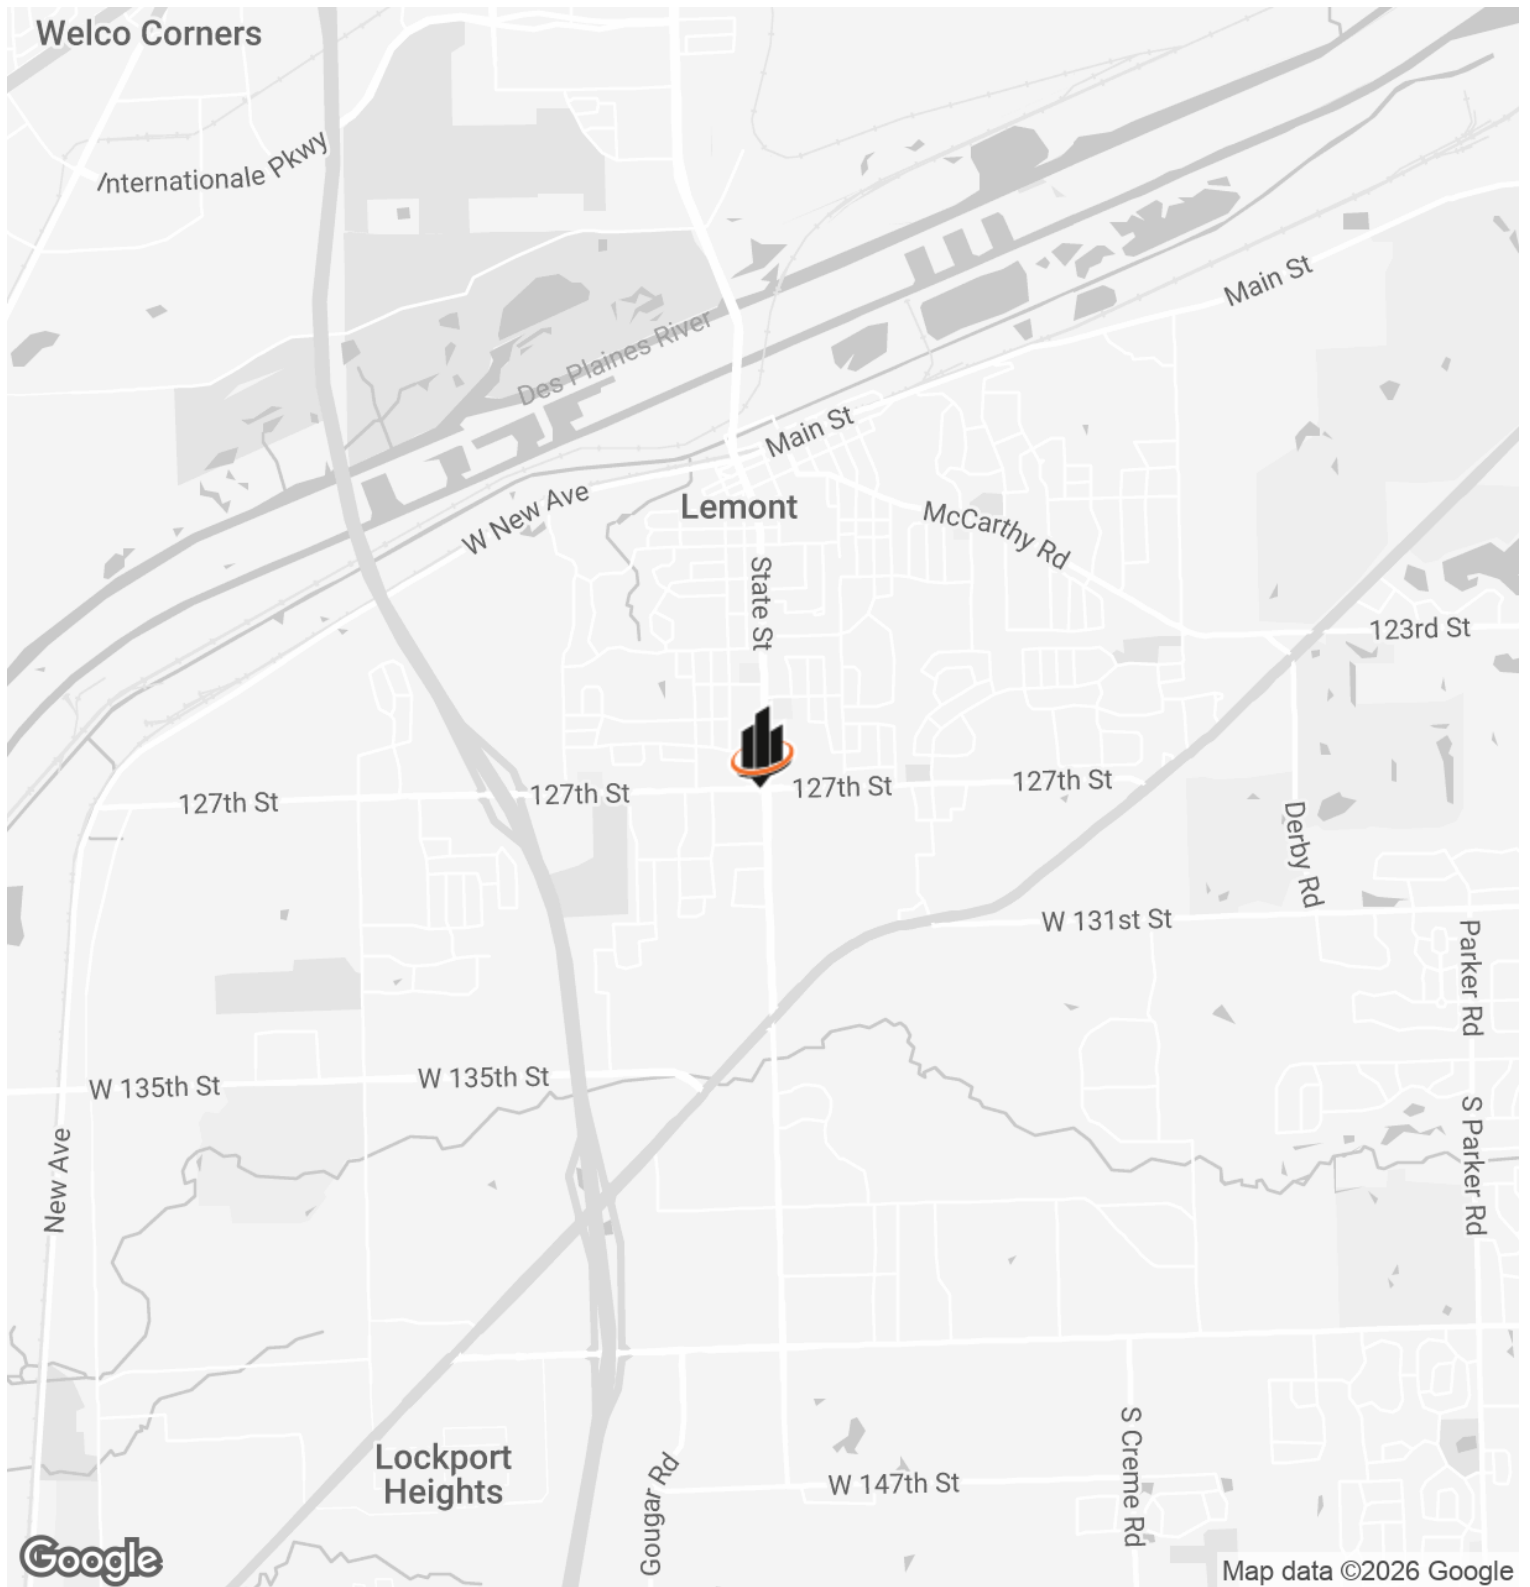 Welco Corners
Internationale Pkwy
Main St
Des Plaines River
Main St
W New Ave
Lemont
McCarthy Rd
State St
123rd St
127th St
127th St
127th St
127th St
Derby Rd
W 131st St
Parker Rd
W 135th St
W 135th St
New Ave
S Parker Rd
Lockport
Heights
Gougar Rd
W 147th St
S Creme Rd
Google
Map data ©2026 Google